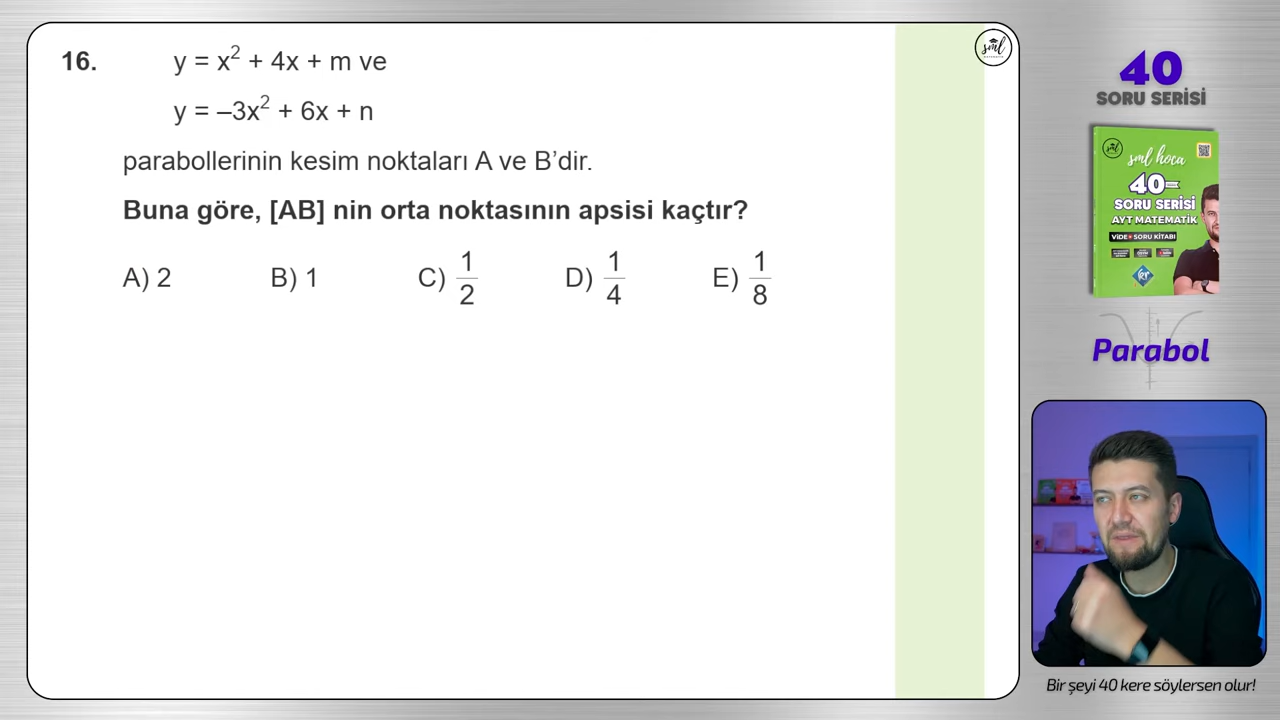 16. y = x² + 4x + m ve
y = –3x² + 6x + n
parabollerinin kesim noktaları A ve B’dir.
Buna göre, [AB] nin orta noktasının apsisi kaçtır?
A) 2 B) 1 C) 1/2 D) 1/4 E) 1/8
sml
40
SORU SERİSİ
sml hoca
40
SORU SERİSİ
AYT MATEMATİK
VİDEO SORU KİTABI
Parabol
Bir şeyi 40 kere söylersen olur!